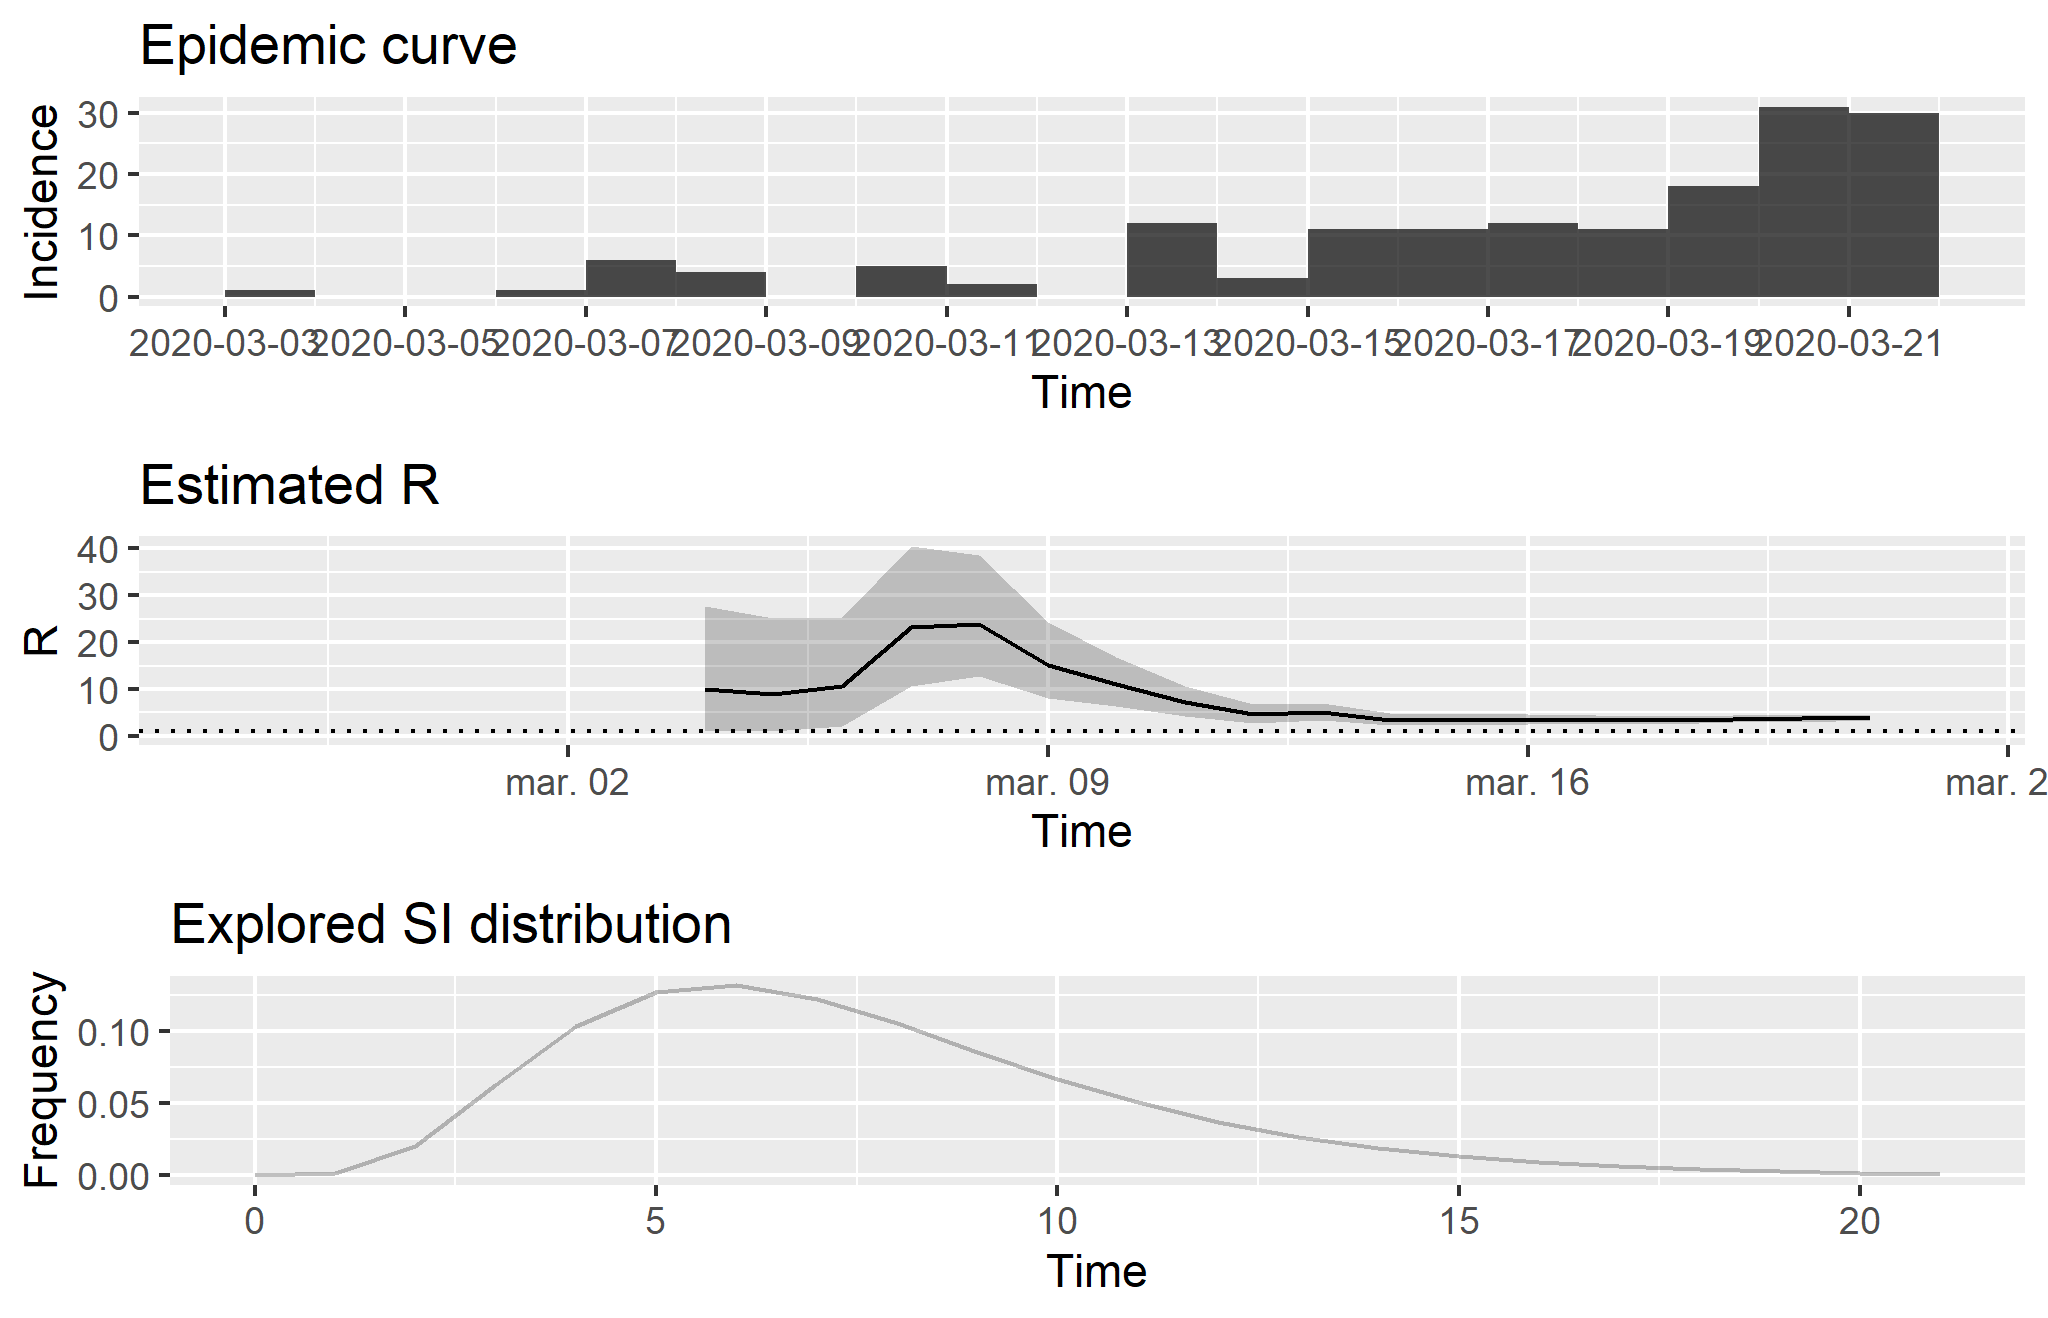 Epidemic curve
30
20
10
0
Incidence
2020-03-03 2020-03-05 2020-03-07 2020-03-09 2020-03-11 2020-03-13 2020-03-15 2020-03-17 2020-03-19 2020-03-21
Time
Estimated R
40
30
20
10
0
R
mar. 02 mar. 09 mar. 16 mar. 2
Time
Explored SI distribution
0.10
0.05
0.00
Frequency
0 5 10 15 20
Time